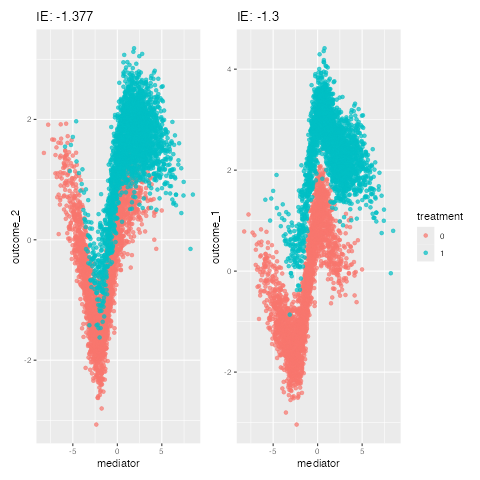 IE: -1.377
IE: -1.3
2
0
-2
outcome_2
-5
0
5
mediator
4
2
0
-2
outcome_1
-5
0
5
mediator
treatment
0
1